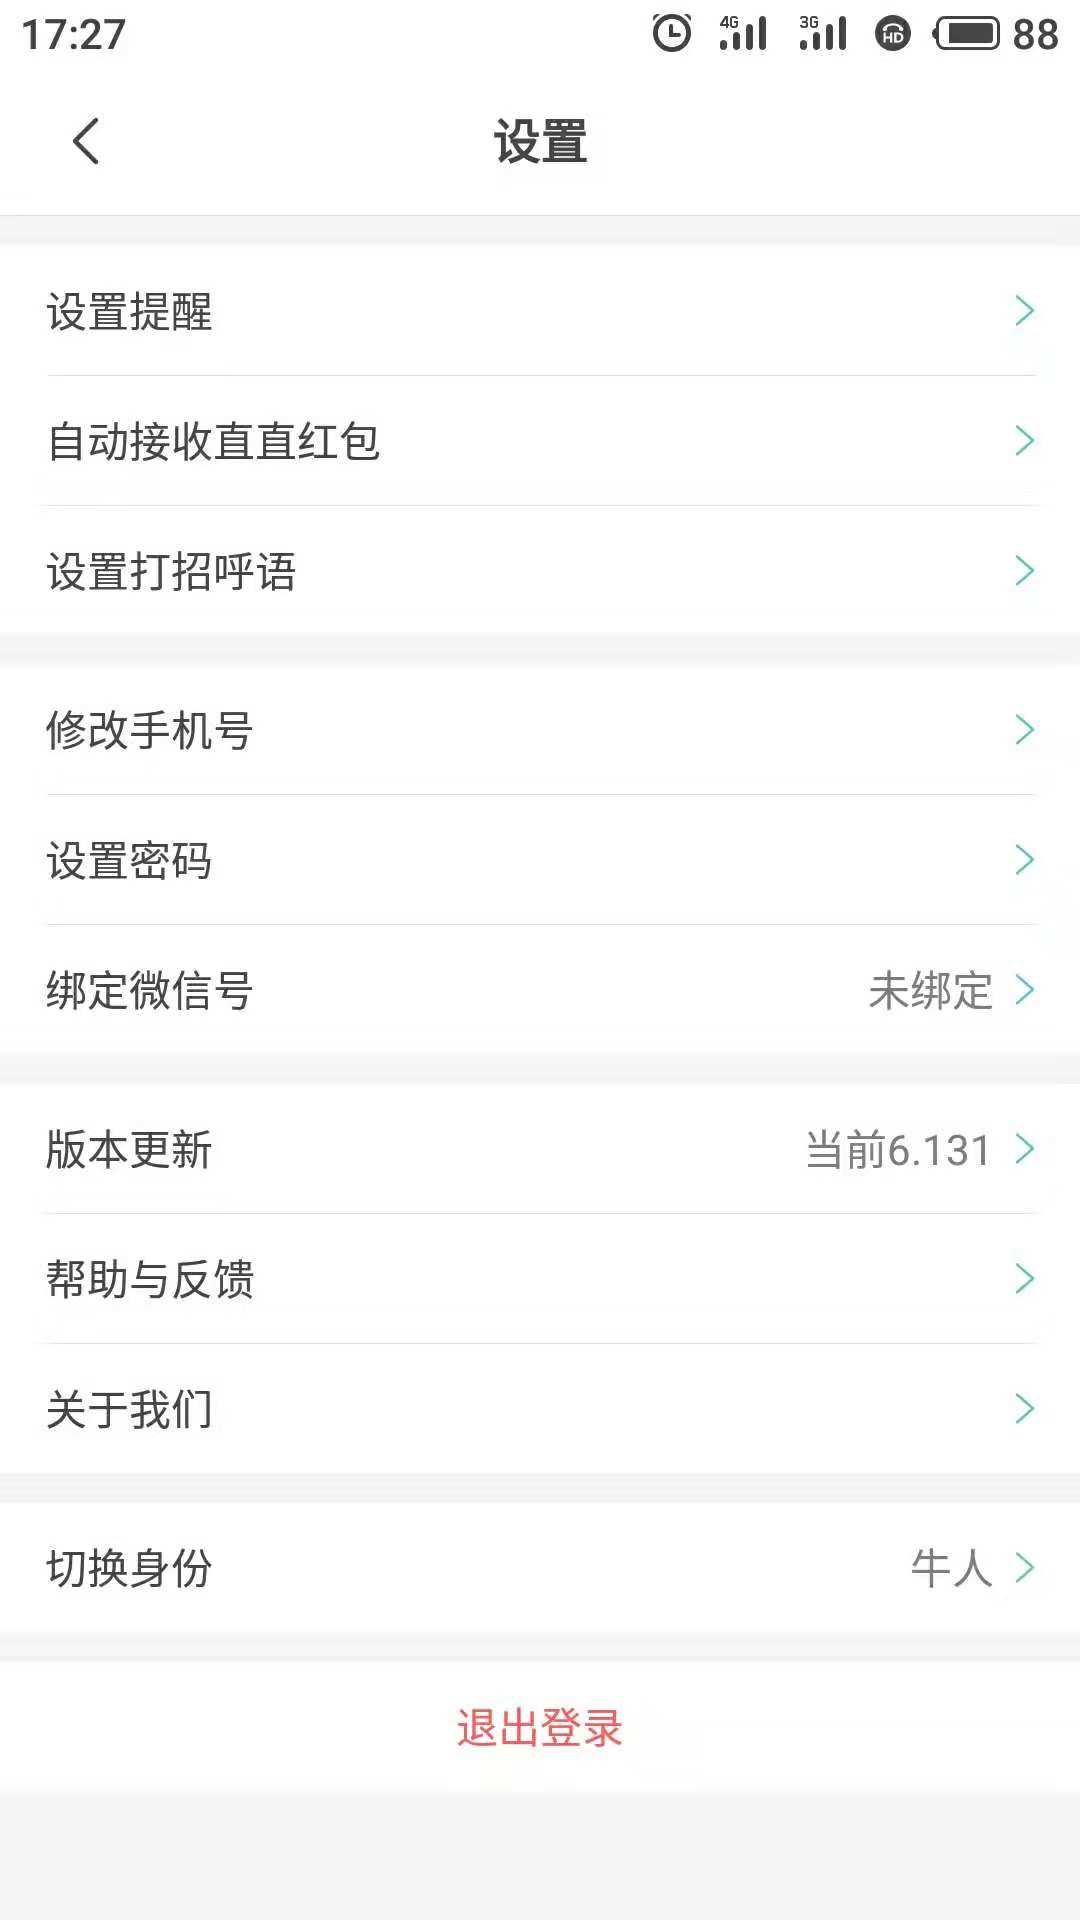 17:27 4G 3G HD 88
设置
设置提醒
自动接收直直红包
设置打招呼语
修改手机号
设置密码
绑定微信号 未绑定
版本更新 当前6.131
帮助与反馈
关于我们
切换身份 牛人
退出登录